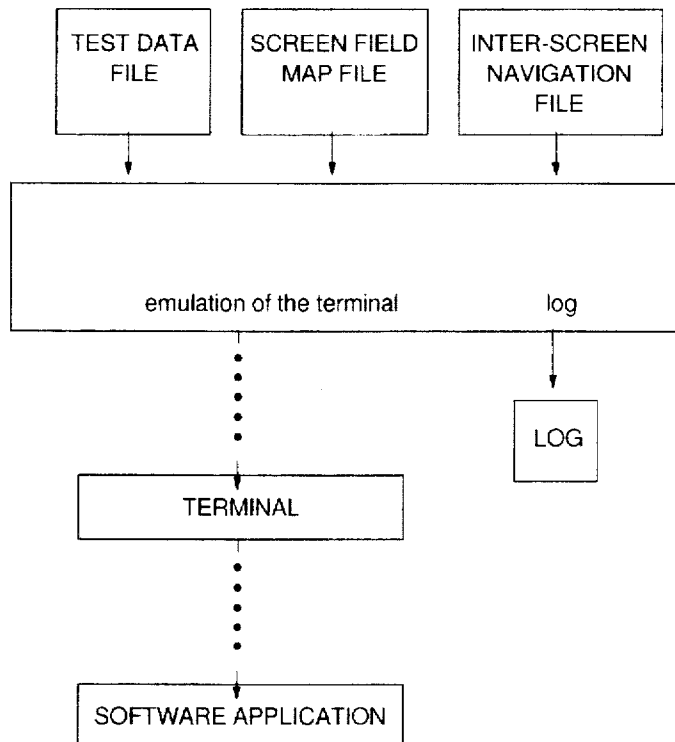 TEST DATA
FILE
SCREEN FIELD
MAP FILE
INTER-SCREEN
NAVIGATION
FILE
emulation of the terminal
log
LOG
TERMINAL
SOFTWARE APPLICATION